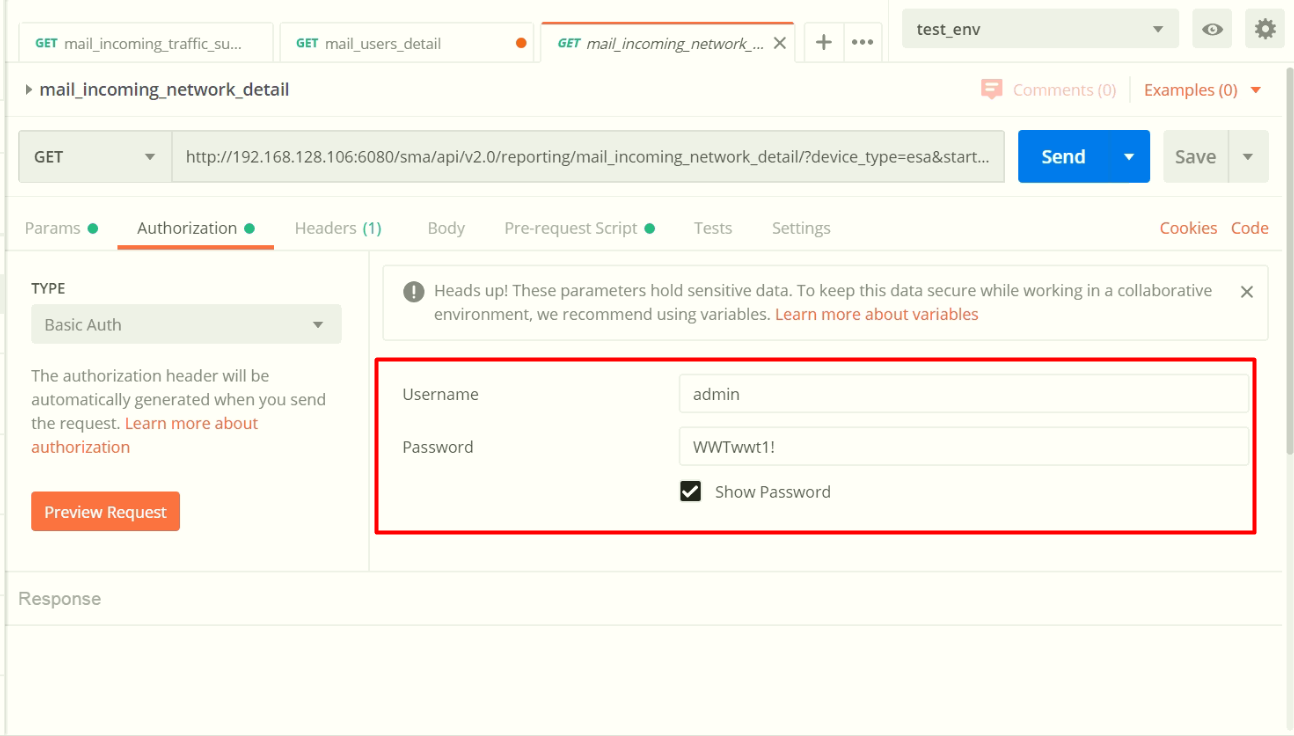 GET mail_incoming_traffic_su...
GET mail_users_detail
GET mail_incoming_network_...
test_env
mail_incoming_network_detail
Comments (0)
Examples (0)
GET
http://192.168.128.106:6080/sma/api/v2.0/reporting/mail_incoming_network_detail/?device_type=esa&start...
Send
Save
Params
Authorization
Headers (1)
Body
Pre-request Script
Tests
Settings
Cookies
Code
TYPE
Basic Auth
The authorization header will be
automatically generated when you send
the request. Learn more about
authorization
Preview Request
Heads up! These parameters hold sensitive data. To keep this data secure while working in a collaborative
environment, we recommend using variables. Learn more about variables
Username
admin
Password
WWTwwt1!
Show Password
Response